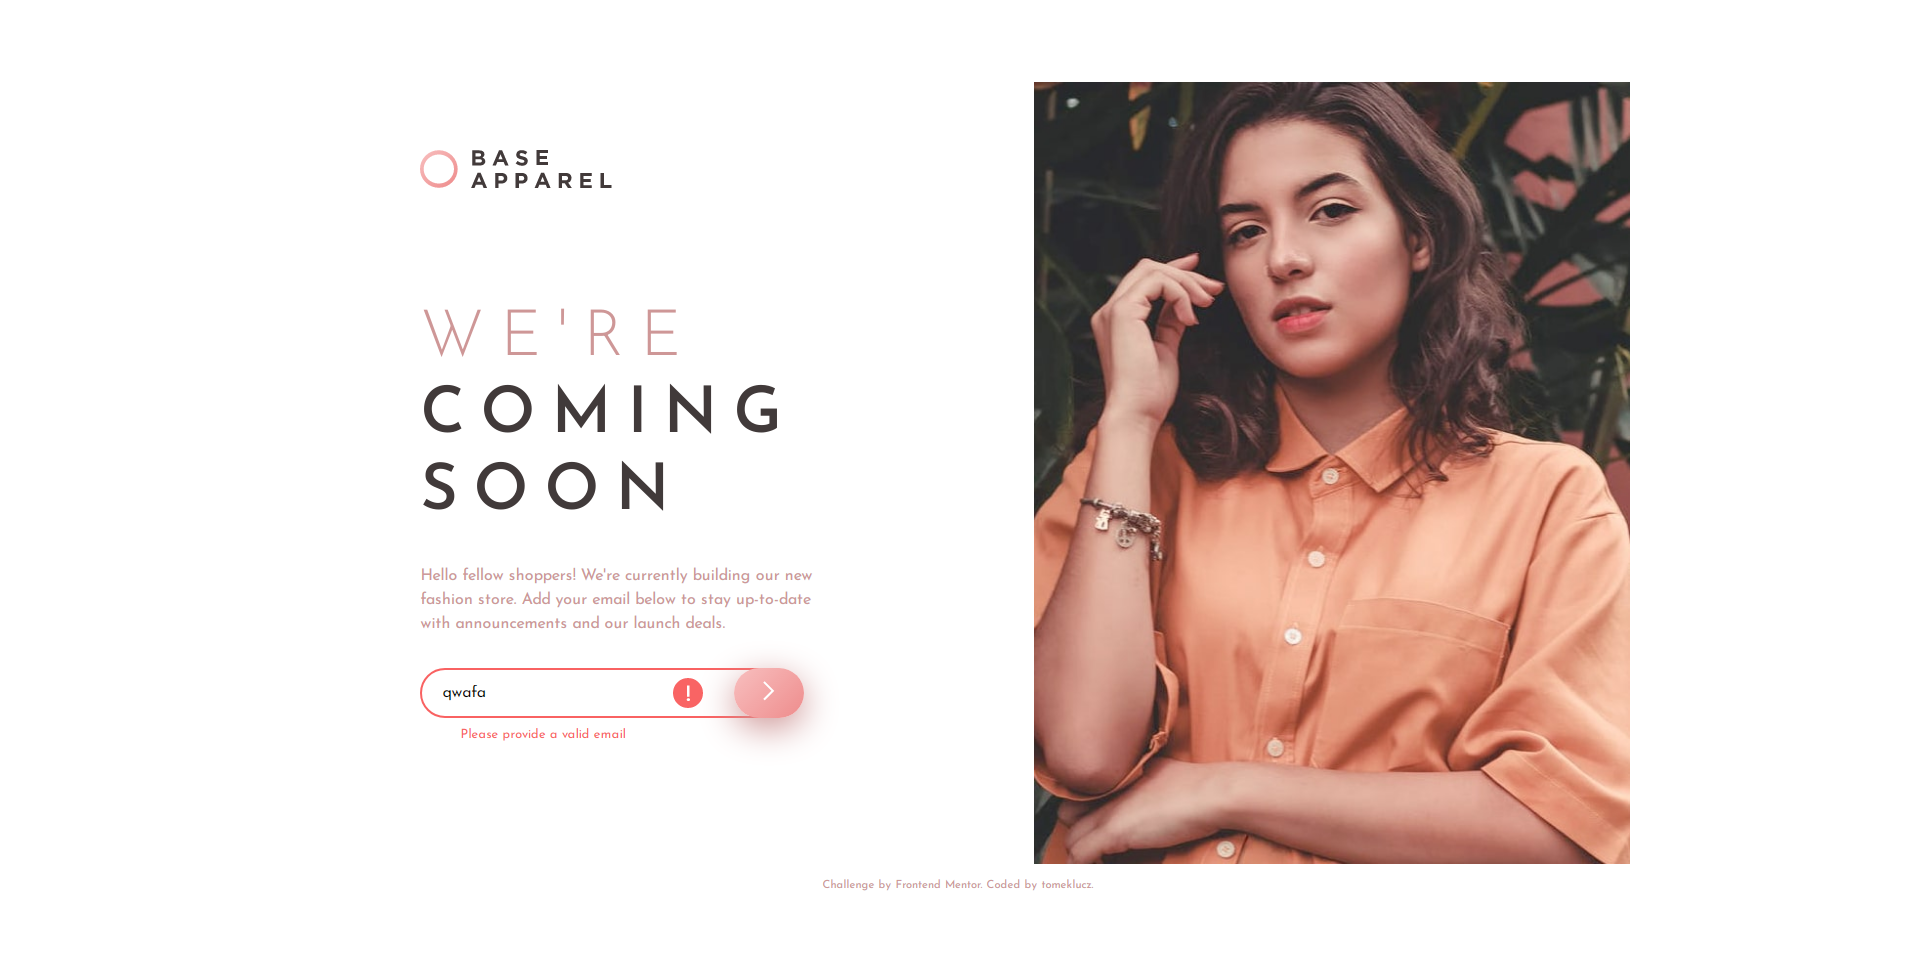 BASE
APPAREL
WE'RE
COMING
SOON
Hello fellow shoppers! We're currently building our new
fashion store. Add your email below to stay up-to-date
with announcements and our launch deals.
qwafa
!
Please provide a valid email
Challenge by Frontend Mentor. Coded by tomeklucz.